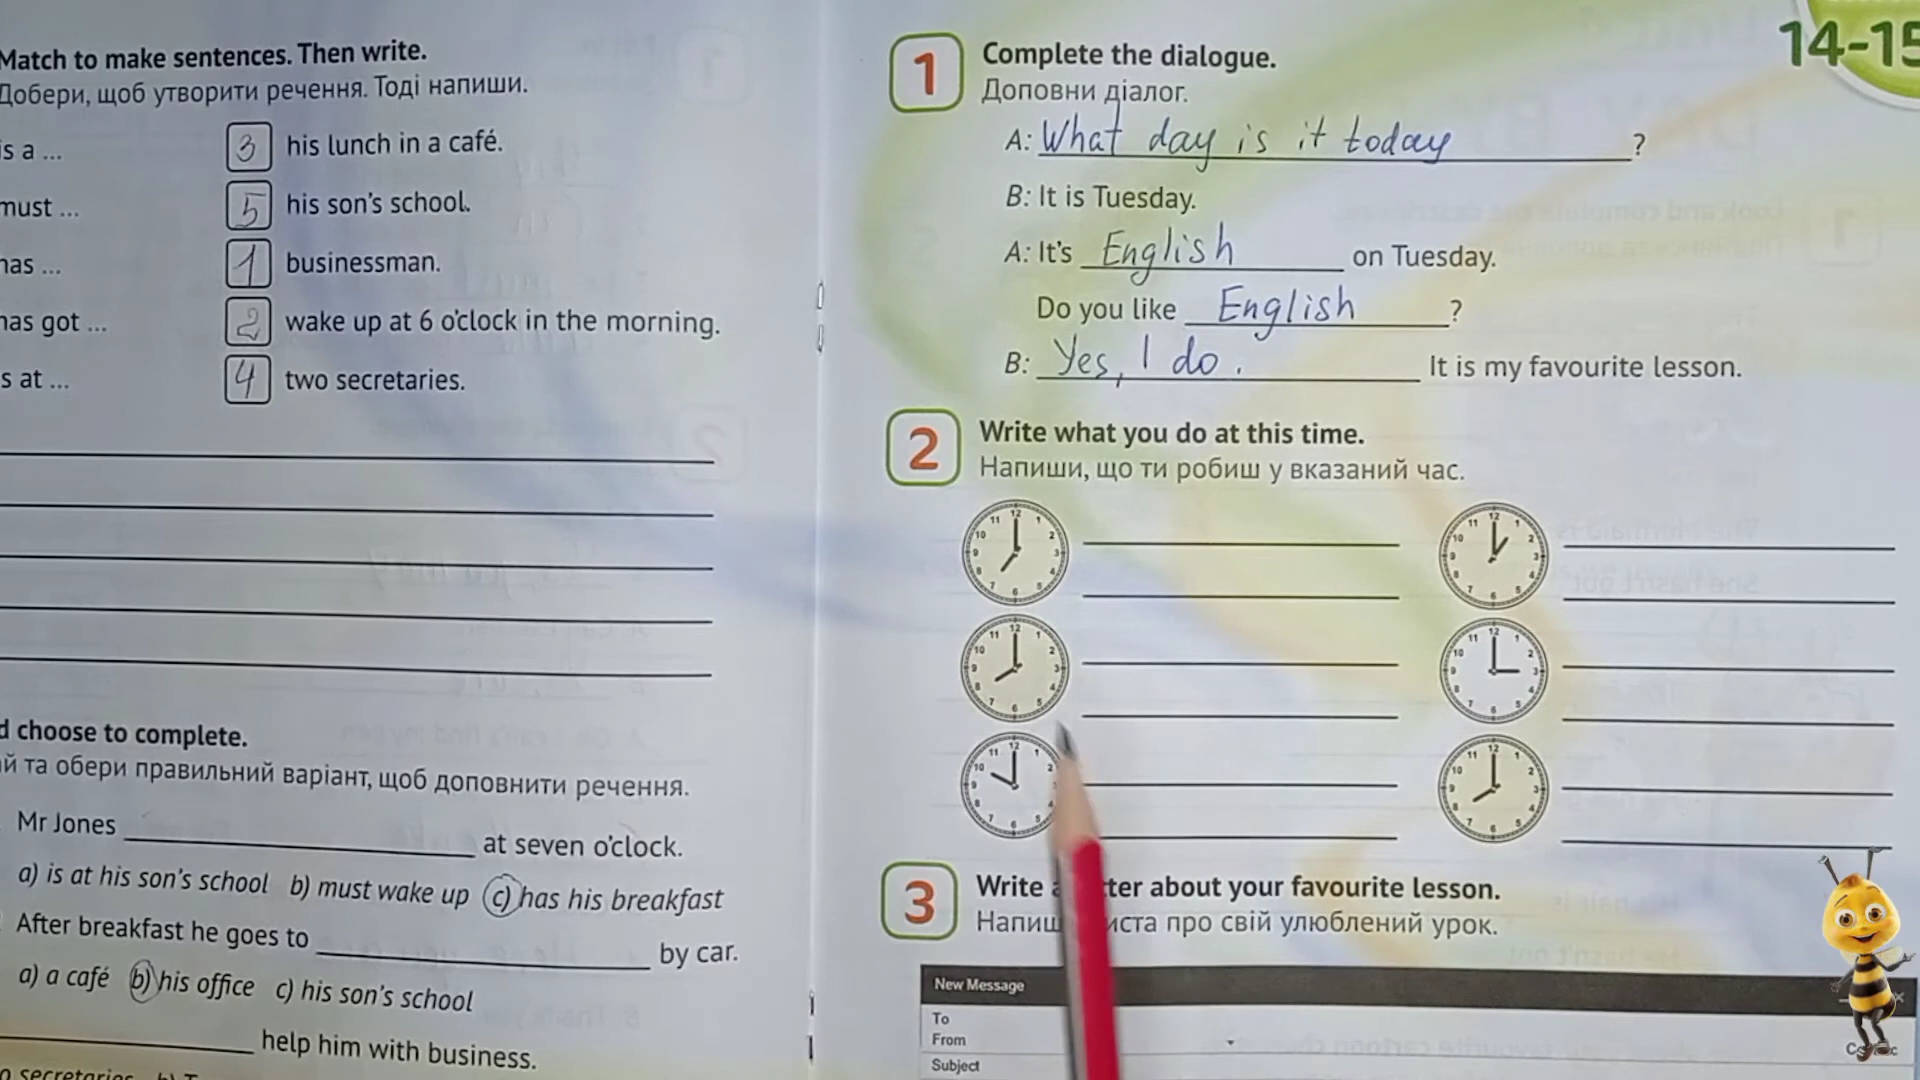 Match to make sentences. Then write.
Добери, щоб утворити речення. Тоді напиши.
is a ...
3 his lunch in a café.
must ...
5 his son's school.
has ...
1 businessman.
has got ...
2 wake up at 6 o'clock in the morning.
s at ...
4 two secretaries.
d choose to complete.
й та обери правильний варіант, щоб доповнити речення.
Mr Jones at seven o'clock.
a) is at his son's school b) must wake up c) has his breakfast
After breakfast he goes to by car.
a) a café b) his office c) his son's school
help him with business.
secretaries
14-15
1 Complete the dialogue.
Доповни діалог.
A: What day is it today ?
B: It is Tuesday.
A: It's English on Tuesday.
Do you like English ?
B: Yes, I do. It is my favourite lesson.
2 Write what you do at this time.
Напиши, що ти робиш у вказаний час.
3 Write a ter about your favourite lesson.
Напиш иста про свій улюблений урок.
New Message
To
From
Subject